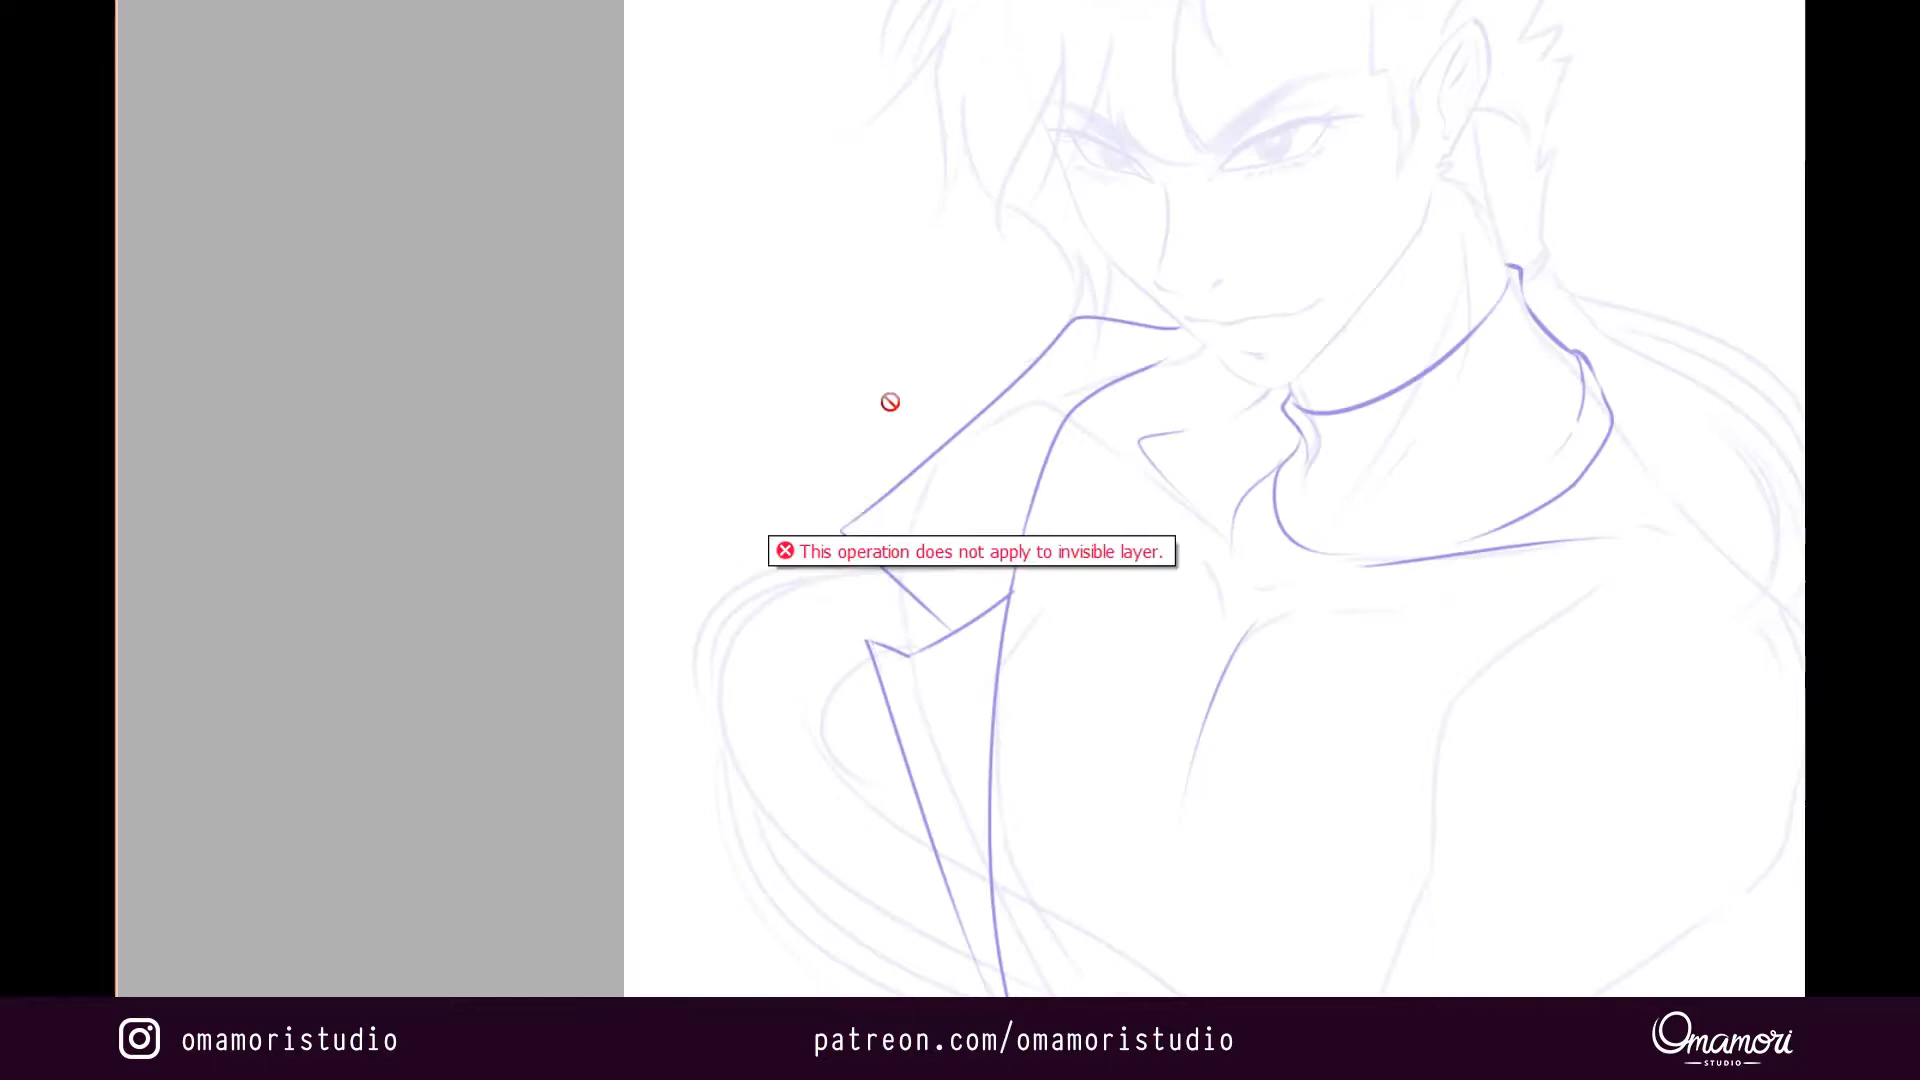 This operation does not apply to invisible layer.
omamoristudio
patreon.com/omamoristudio
Omamori
STUDIO